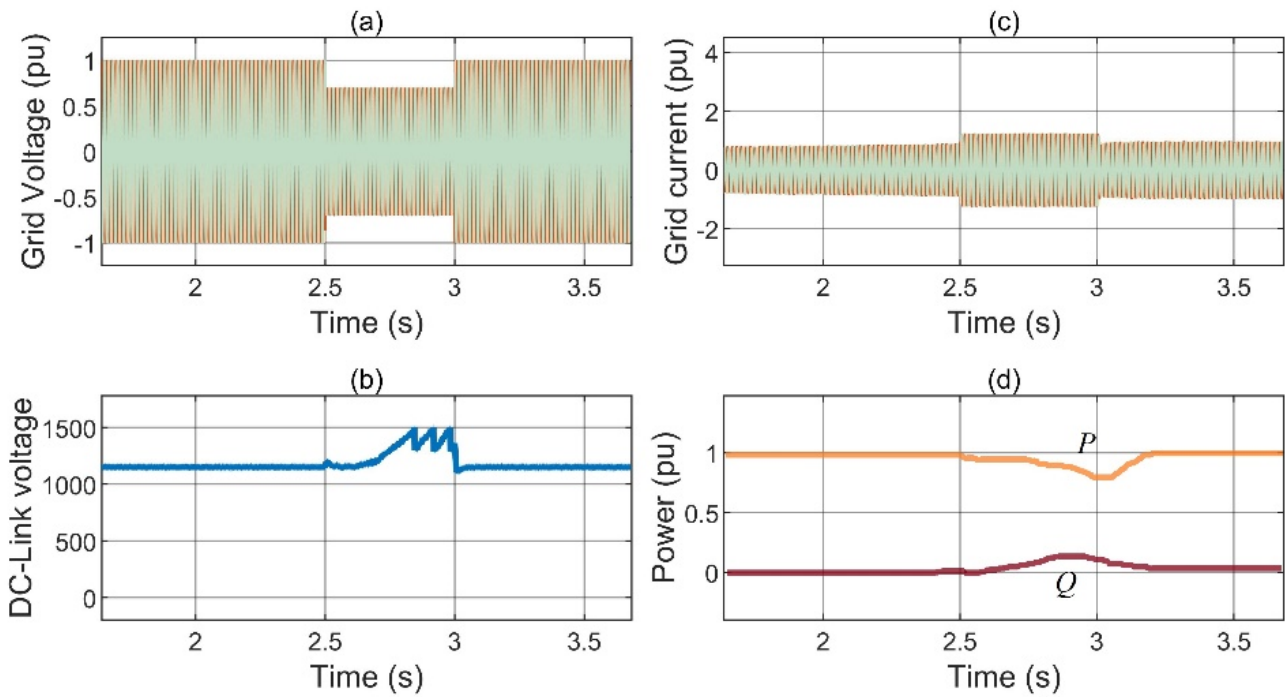 (a)
Grid Voltage (pu)
1
0.5
0
-0.5
-1
2
2.5
3
3.5
Time (s)
(c)
Grid current (pu)
4
2
0
-2
2
2.5
3
3.5
Time (s)
(b)
DC-Link voltage
1500
1000
500
0
2
2.5
3
3.5
Time (s)
(d)
Power (pu)
1
0.5
0
P
Q
2
2.5
3
3.5
Time (s)